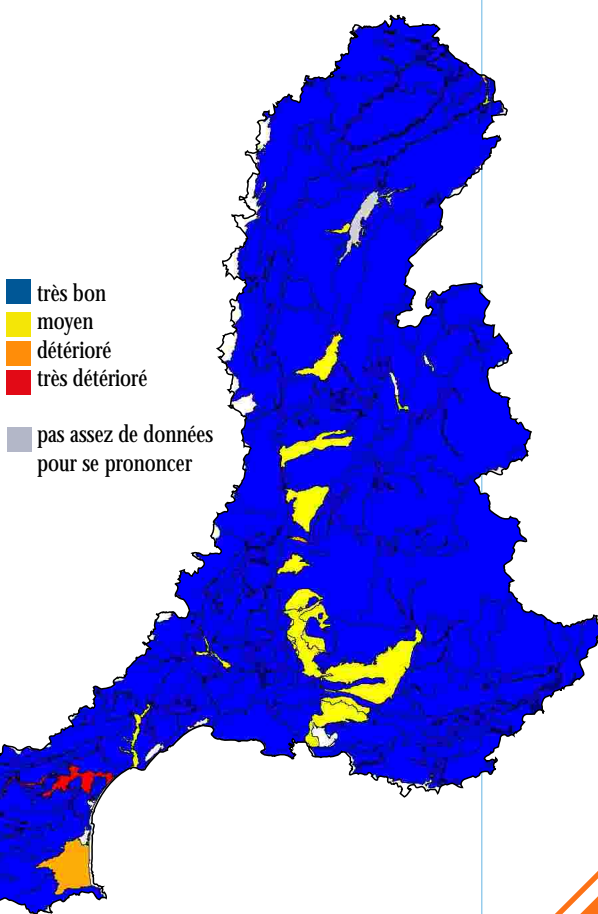 très bon
moyen
détérioré
très détérioré
pas assez de données
pour se prononcer